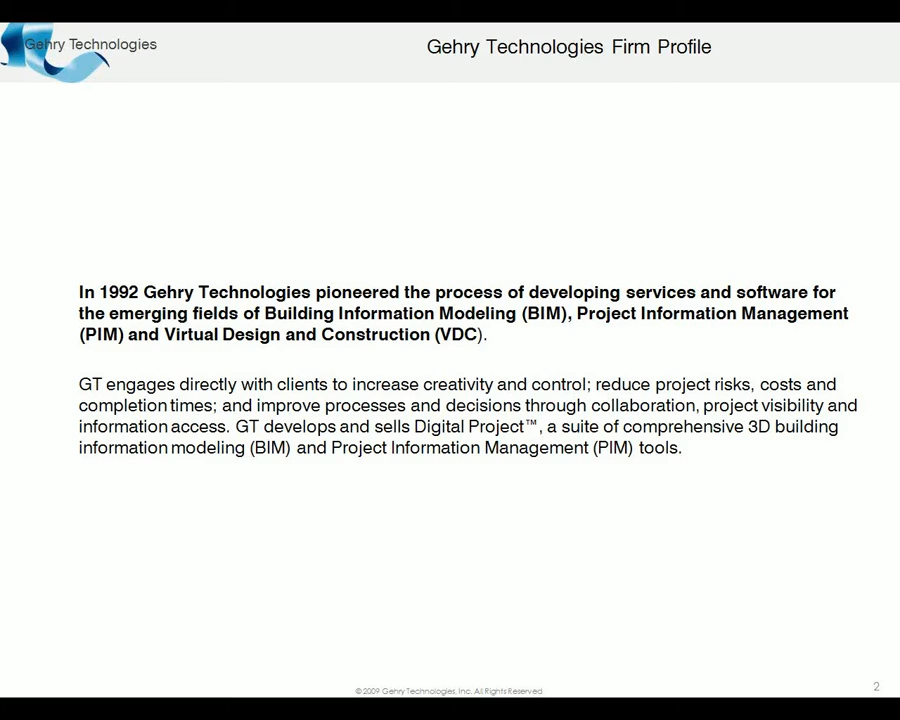 Gehry Technologies
Gehry Technologies Firm Profile
In 1992 Gehry Technologies pioneered the process of developing services and software for
the emerging fields of Building Information Modeling (BIM), Project Information Management
(PIM) and Virtual Design and Construction (VDC).
GT engages directly with clients to increase creativity and control; reduce project risks, costs and
completion times; and improve processes and decisions through collaboration, project visibility and
information access. GT develops and sells Digital Project™, a suite of comprehensive 3D building
information modeling (BIM) and Project Information Management (PIM) tools.
©2009 Gehry Technologies, Inc. All Rights Reserved
2